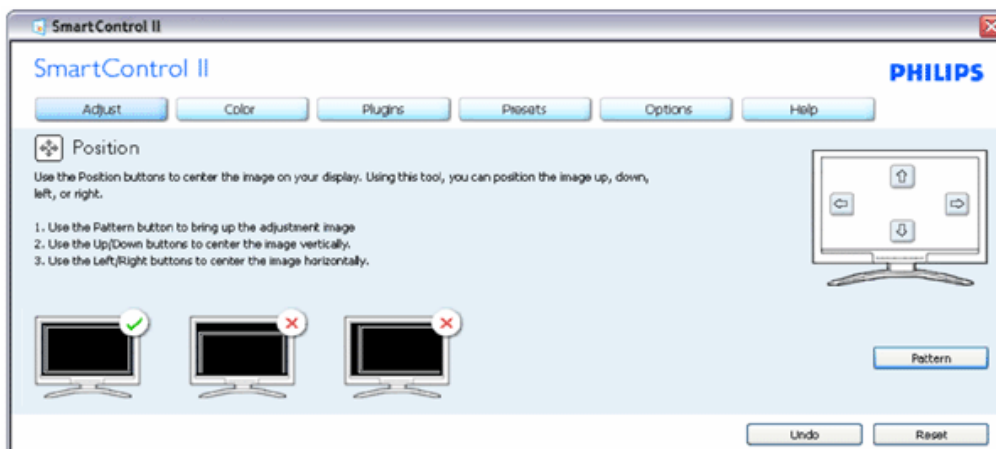 SmartControl II
SmartControl II
PHILIPS
Adjust
Color
Plugins
Presets
Options
Help
Position
Use the Position buttons to center the image on your display. Using this tool, you can position the image up, down,
left, or right.
1. Use the Pattern button to bring up the adjustment image
2. Use the Up/Down buttons to center the image vertically.
3. Use the Left/Right buttons to center the image horizontally.
Pattern
Undo
Reset